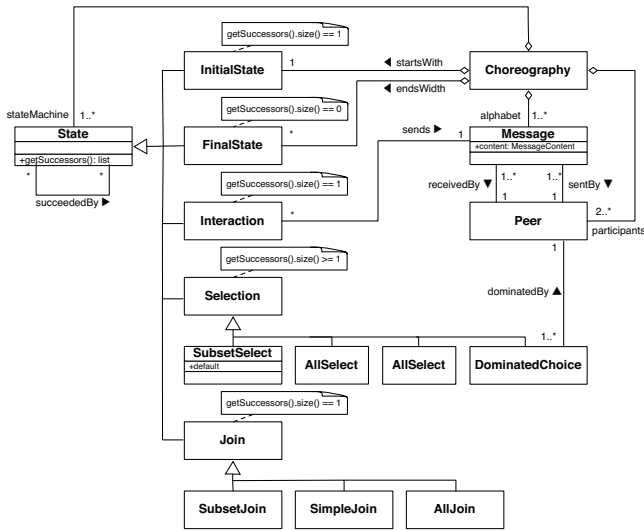 getSuccessors().size() == 1
InitialState
1
◀ startsWith
Choreography
◀ endsWidth
stateMachine
1..*
getSuccessors().size() == 0
alphabet
1..*
State
+getSuccessors(): list
FinalState
*
sends ▶
1
Message
+content: MessageContent
*
*
succeededBy ▶
getSuccessors().size() == 1
receivedBy ▼
1..*
1..*
sentBy ▼
1
1
Interaction
*
Peer
2..*
participants
getSuccessors().size() >= 1
1
Selection
dominatedBy ▲
1..*
SubsetSelect
+default
AllSelect
AllSelect
DominatedChoice
getSuccessors().size() == 1
Join
SubsetJoin
SimpleJoin
AllJoin